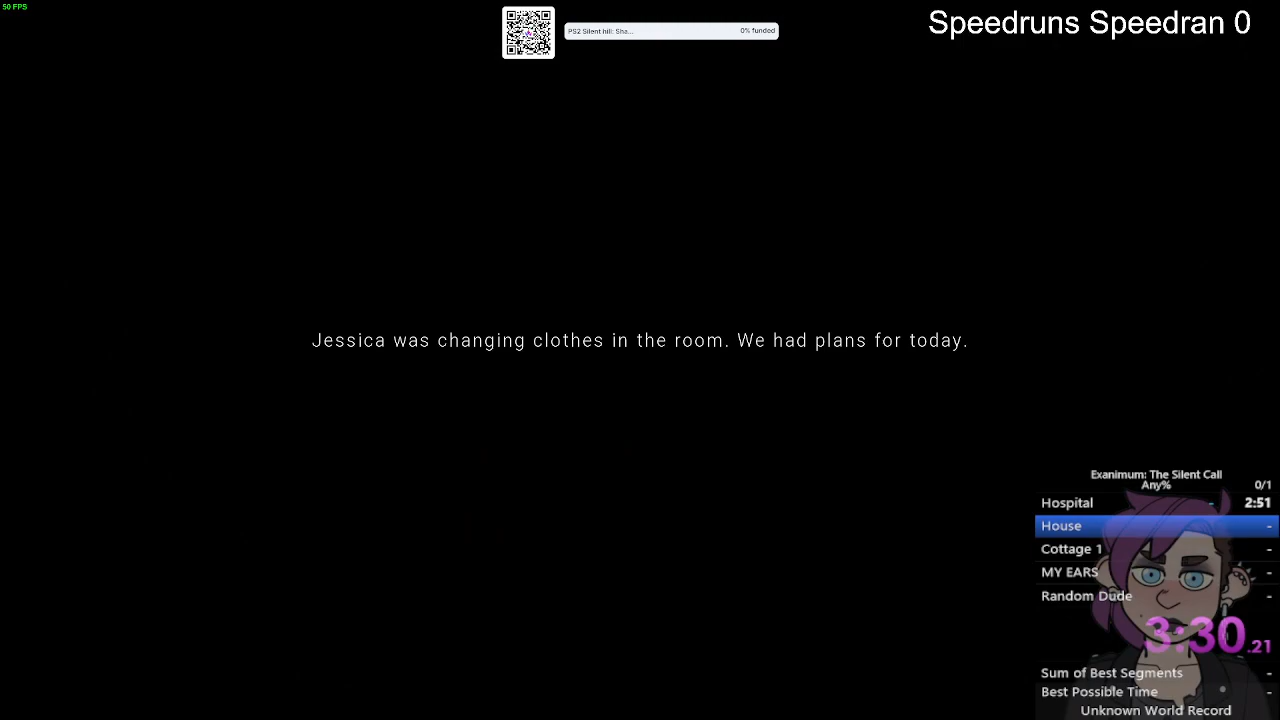 50 FPS
PS2 Silent hill: Sha... 0% funded
Speedruns Speedran 0
Jessica was changing clothes in the room. We had plans for today.
Exanimum: The Silent Call
Any% 0/1
Hospital - 2:51
House -
Cottage 1 -
MY EARS -
Random Dude -
3:30.21
Sum of Best Segments -
Best Possible Time -
Unknown World Record